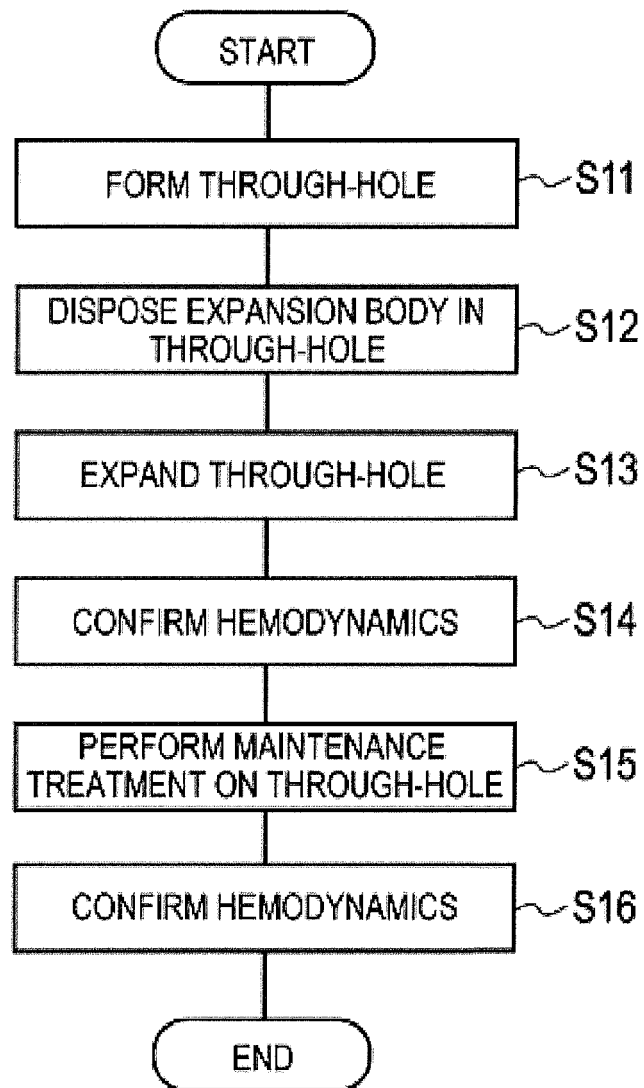 START
FORM THROUGH-HOLE
S11
DISPOSE EXPANSION BODY IN
THROUGH-HOLE
S12
EXPAND THROUGH-HOLE
S13
CONFIRM HEMODYNAMICS
S14
PERFORM MAINTENANCE
TREATMENT ON THROUGH-HOLE
S15
CONFIRM HEMODYNAMICS
S16
END